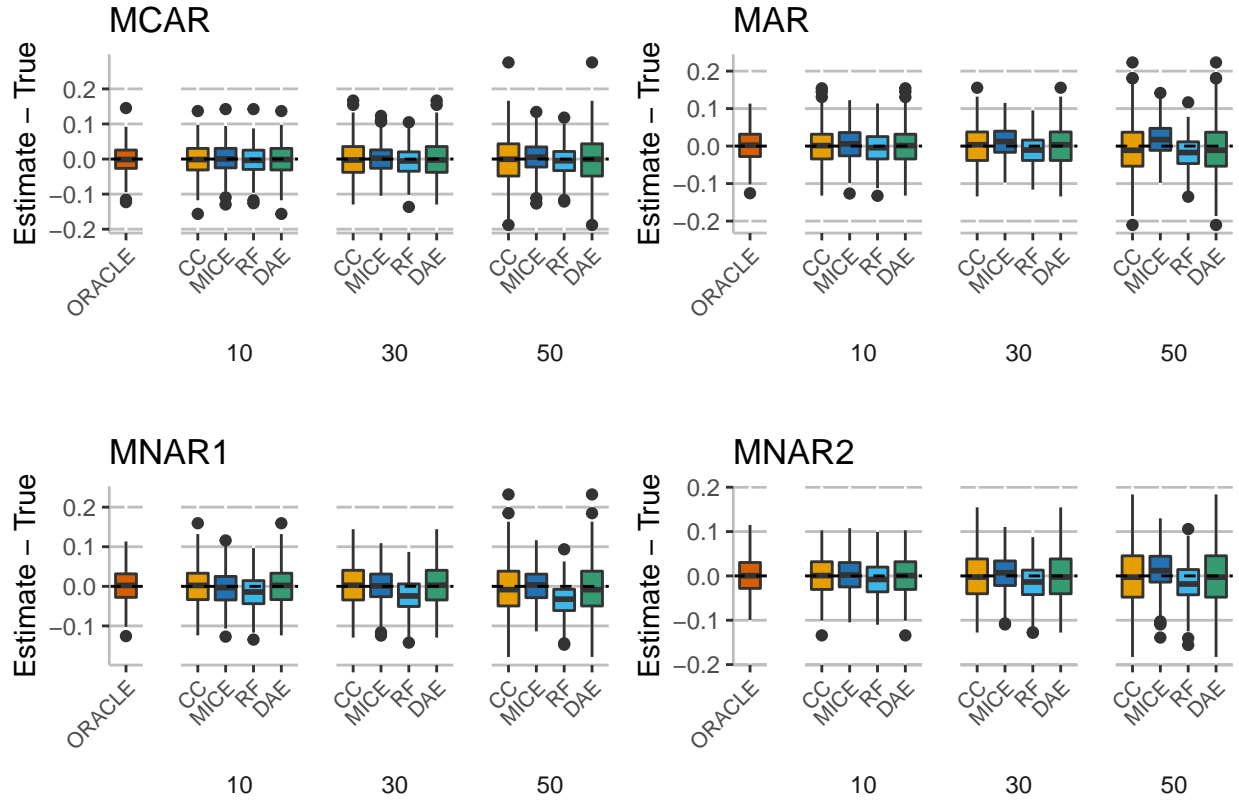 MCAR
Estimate – True
0.2
0.1
0.0
−0.1
−0.2
ORACLE
CC
MICE
RF
DAE
CC
MICE
RF
DAE
CC
MICE
RF
DAE
10
30
50
MAR
Estimate – True
0.2
0.1
0.0
−0.1
−0.2
ORACLE
CC
MICE
RF
DAE
CC
MICE
RF
DAE
CC
MICE
RF
DAE
10
30
50
MNAR1
Estimate – True
0.2
0.1
0.0
−0.1
ORACLE
CC
MICE
RF
DAE
CC
MICE
RF
DAE
CC
MICE
RF
DAE
10
30
50
MNAR2
Estimate – True
0.2
0.1
0.0
−0.1
−0.2
ORACLE
CC
MICE
RF
DAE
CC
MICE
RF
DAE
CC
MICE
RF
DAE
10
30
50